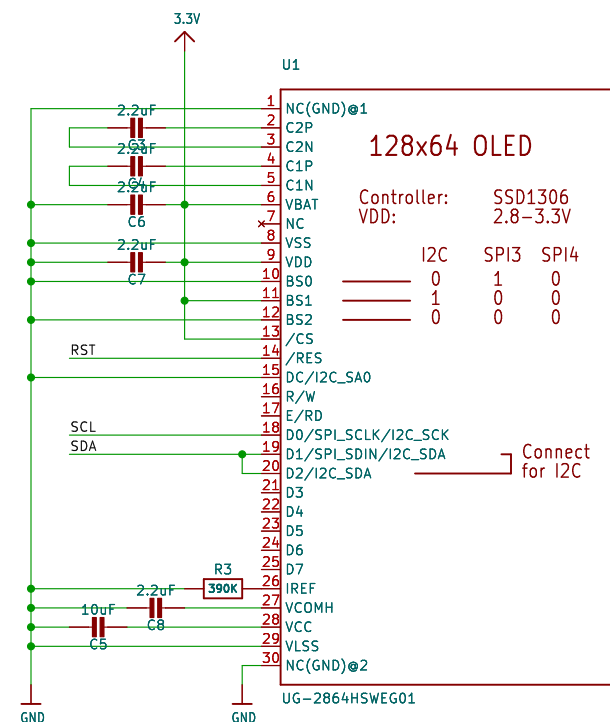 3.3V
U1
1 NC(GND)@1
2.2uF
2 C2P
C3
3 C2N
2.2uF
4 C1P
C4
5 C1N
2.2uF
6 VBAT
C6
7 NC
8 VSS
2.2uF
9 VDD
C7
10 BS0
11 BS1
12 BS2
13 /CS
RST
14 /RES
15 DC/I2C_SA0
16 R/W
17 E/RD
SCL
18 D0/SPI_SCLK/I2C_SCK
SDA
19 D1/SPI_SDIN/I2C_SDA
20 D2/I2C_SDA
21 D3
22 D4
23 D5
24 D6
25 D7
R3
390K
26 IREF
2.2uF
27 VCOMH
C8
10uF
28 VCC
C5
29 VLSS
30 NC(GND)@2
128x64 OLED
Controller: SSD1306
VDD: 2.8-3.3V
I2C SPI3 SPI4
0 1 0
1 0 0
0 0 0
Connect
for I2C
UG-2864HSWEG01
GND
GND